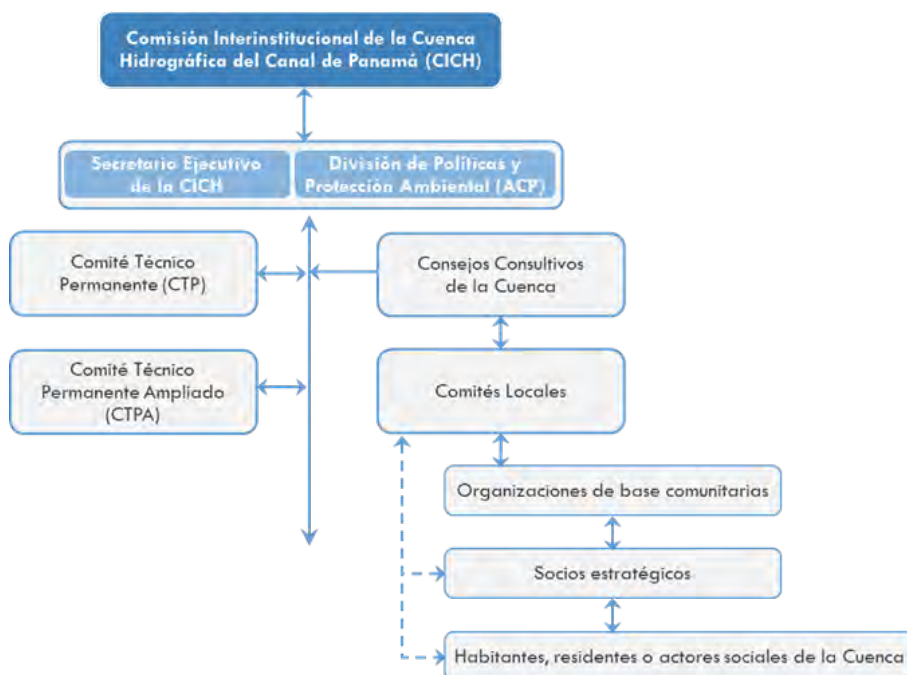 Comisión Interinstitucional de la Cuenca
Hidrográfica del Canal de Panamá (CICH)
Secretario Ejecutivo
de la CICH
División de Políticas y
Protección Ambiental (ACP)
Comité Técnico
Permanente (CTP)
Consejos Consultivos
de la Cuenca
Comité Técnico
Permanente Ampliado
(CTPA)
Comités Locales
Organizaciones de base comunitarias
Socios estratégicos
Habitantes, residentes o actores sociales de la Cuenca